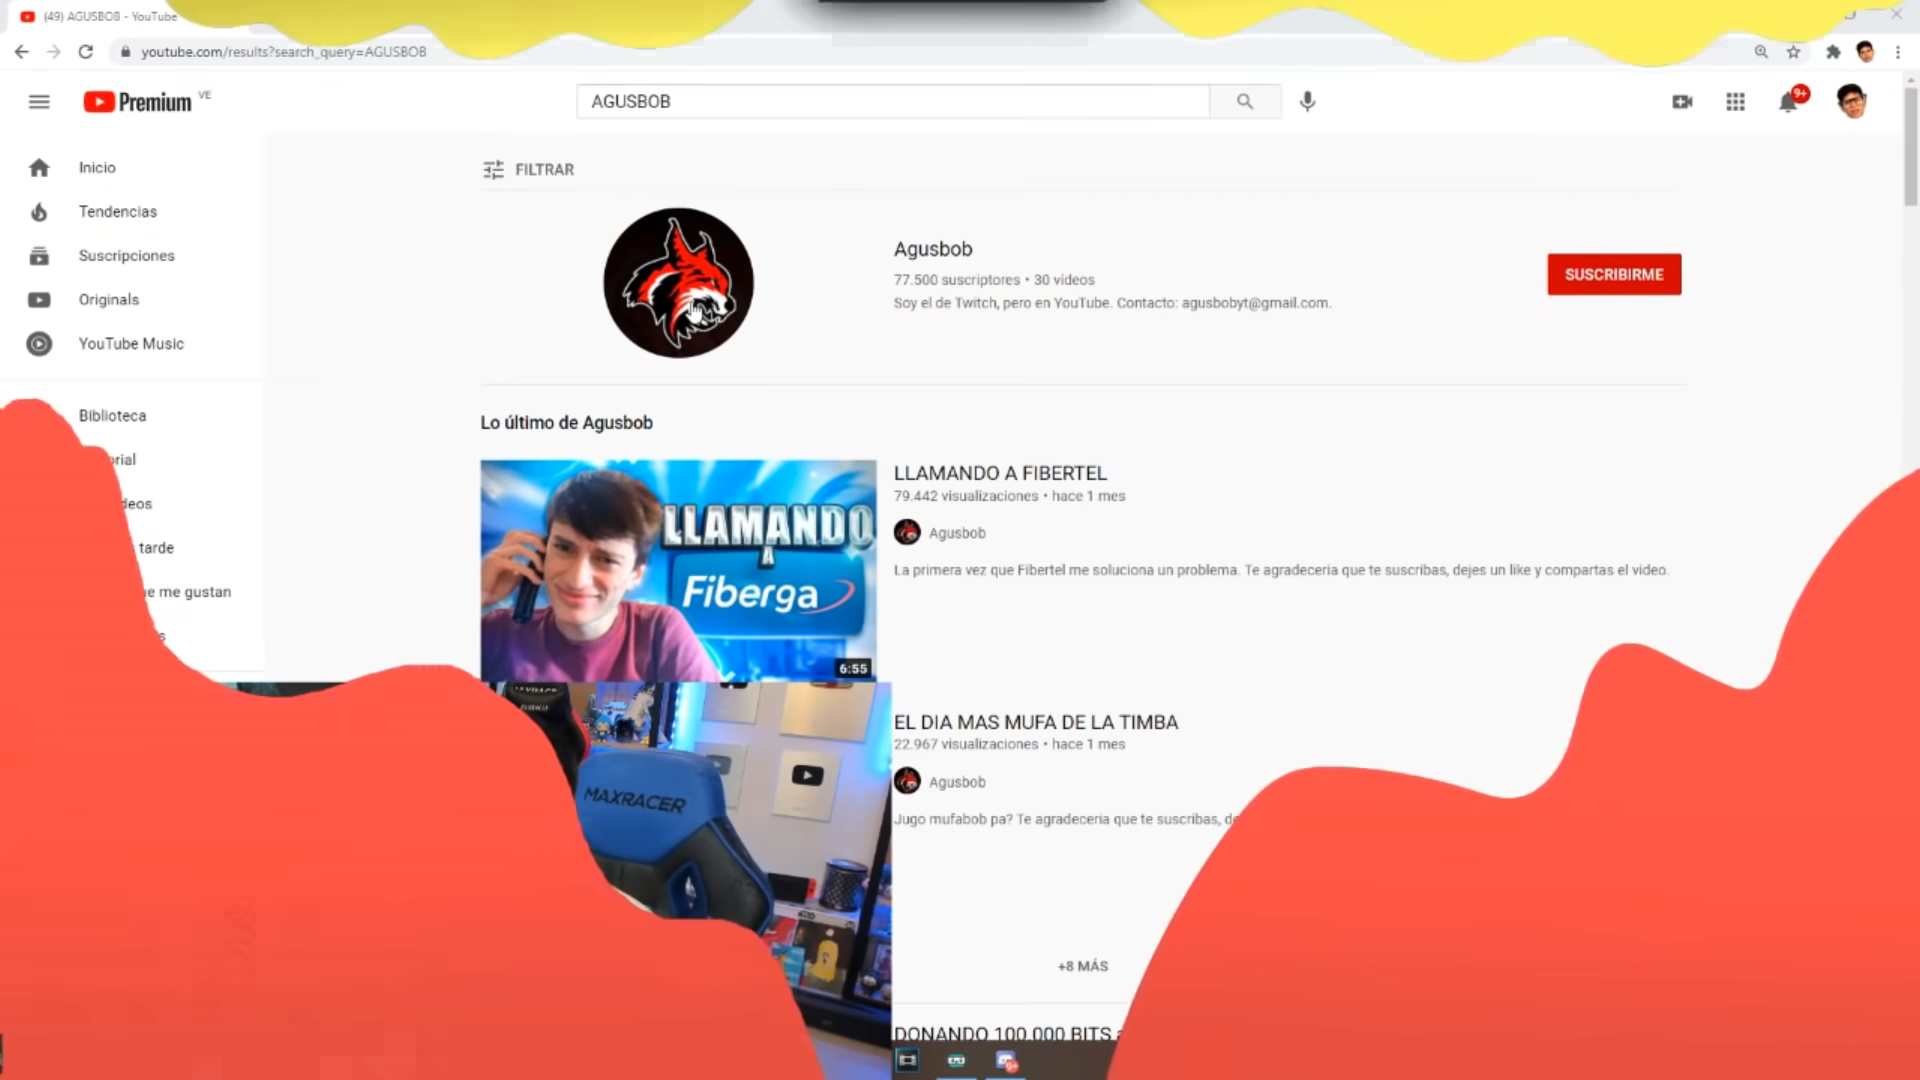 (49) AGUSBOB - YouTube
youtube.com/results?search_query=AGUSBOB
Premium VE
AGUSBOB
9+
Inicio
Tendencias
Suscripciones
Originals
YouTube Music
Biblioteca
orial
deos
tarde
e me gustan
s
FILTRAR
Agusbob
77.500 suscriptores • 30 videos
Soy el de Twitch, pero en YouTube. Contacto: agusbobyt@gmail.com.
SUSCRIBIRME
Lo último de Agusbob
LLAMANDO
A
Fiberga
6:55
LLAMANDO A FIBERTEL
79.442 visualizaciones • hace 1 mes
Agusbob
La primera vez que Fibertel me soluciona un problema. Te agradeceria que te suscribas, dejes un like y compartas el video.
MAXRACER
EL DIA MAS MUFA DE LA TIMBA
22.967 visualizaciones • hace 1 mes
Agusbob
Jugo mufabob pa? Te agradeceria que te suscribas, de
+8 MÁS
DONANDO 100.000 BITS
9+